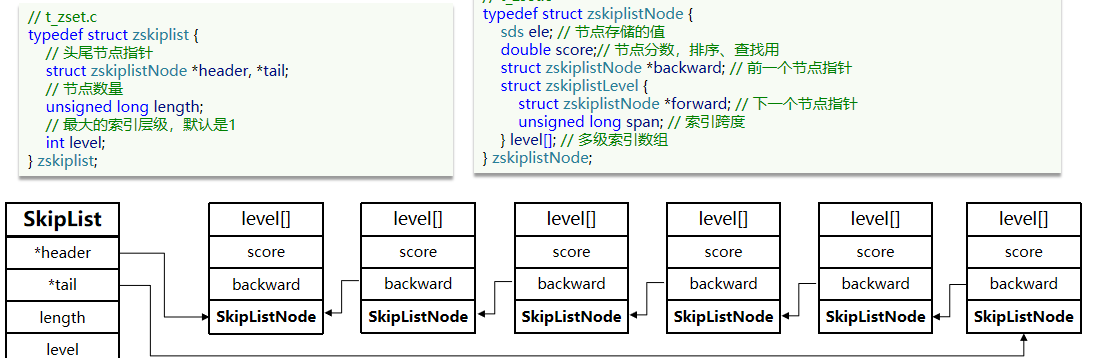 // t_zset.c
typedef struct zskiplist {
// 头尾节点指针
struct zskiplistNode *header, *tail;
// 节点数量
unsigned long length;
// 最大的索引层级，默认是1
int level;
} zskiplist;
typedef struct zskiplistNode {
sds ele; // 节点存储的值
double score;// 节点分数，排序、查找用
struct zskiplistNode *backward; // 前一个节点指针
struct zskiplistLevel {
struct zskiplistNode *forward; // 下一个节点指针
unsigned long span; // 索引跨度
} level[]; // 多级索引数组
} zskiplistNode;
SkipList
*header
*tail
length
level
level[]
score
backward
SkipListNode
level[]
score
backward
SkipListNode
level[]
score
backward
SkipListNode
level[]
score
backward
SkipListNode
level[]
score
backward
SkipListNode
level[]
score
backward
SkipListNode